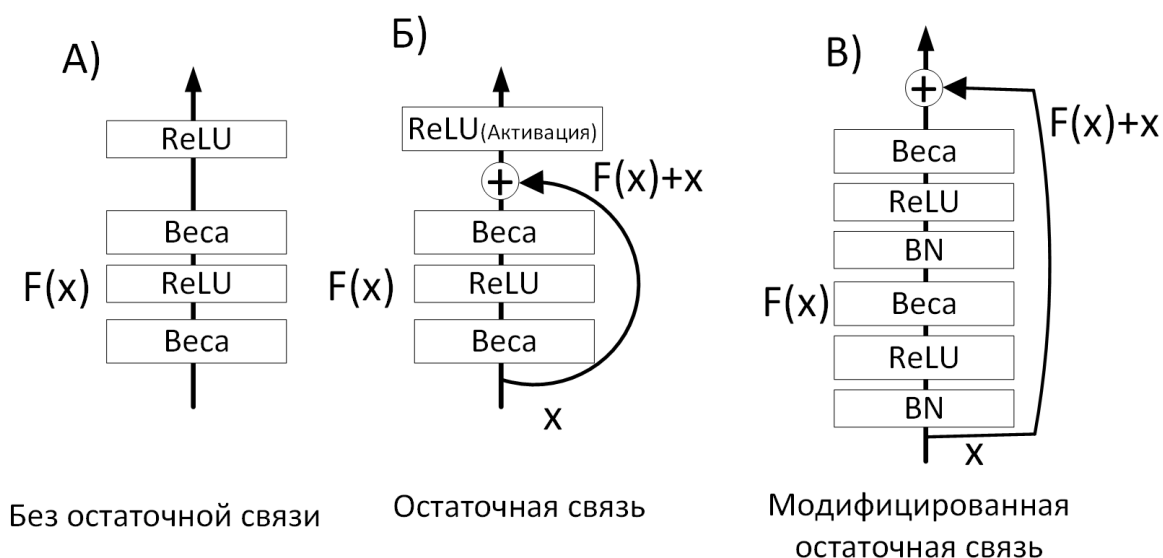 А)
ReLU
Веса
F(x)
ReLU
Веса
Без остаточной связи
Б)
ReLU(Активация)
+
F(x)+x
Веса
F(x)
ReLU
Веса
x
Остаточная связь
В)
+
F(x)+x
Веса
ReLU
BN
F(x)
Веса
ReLU
BN
x
Модифицированная
остаточная связь